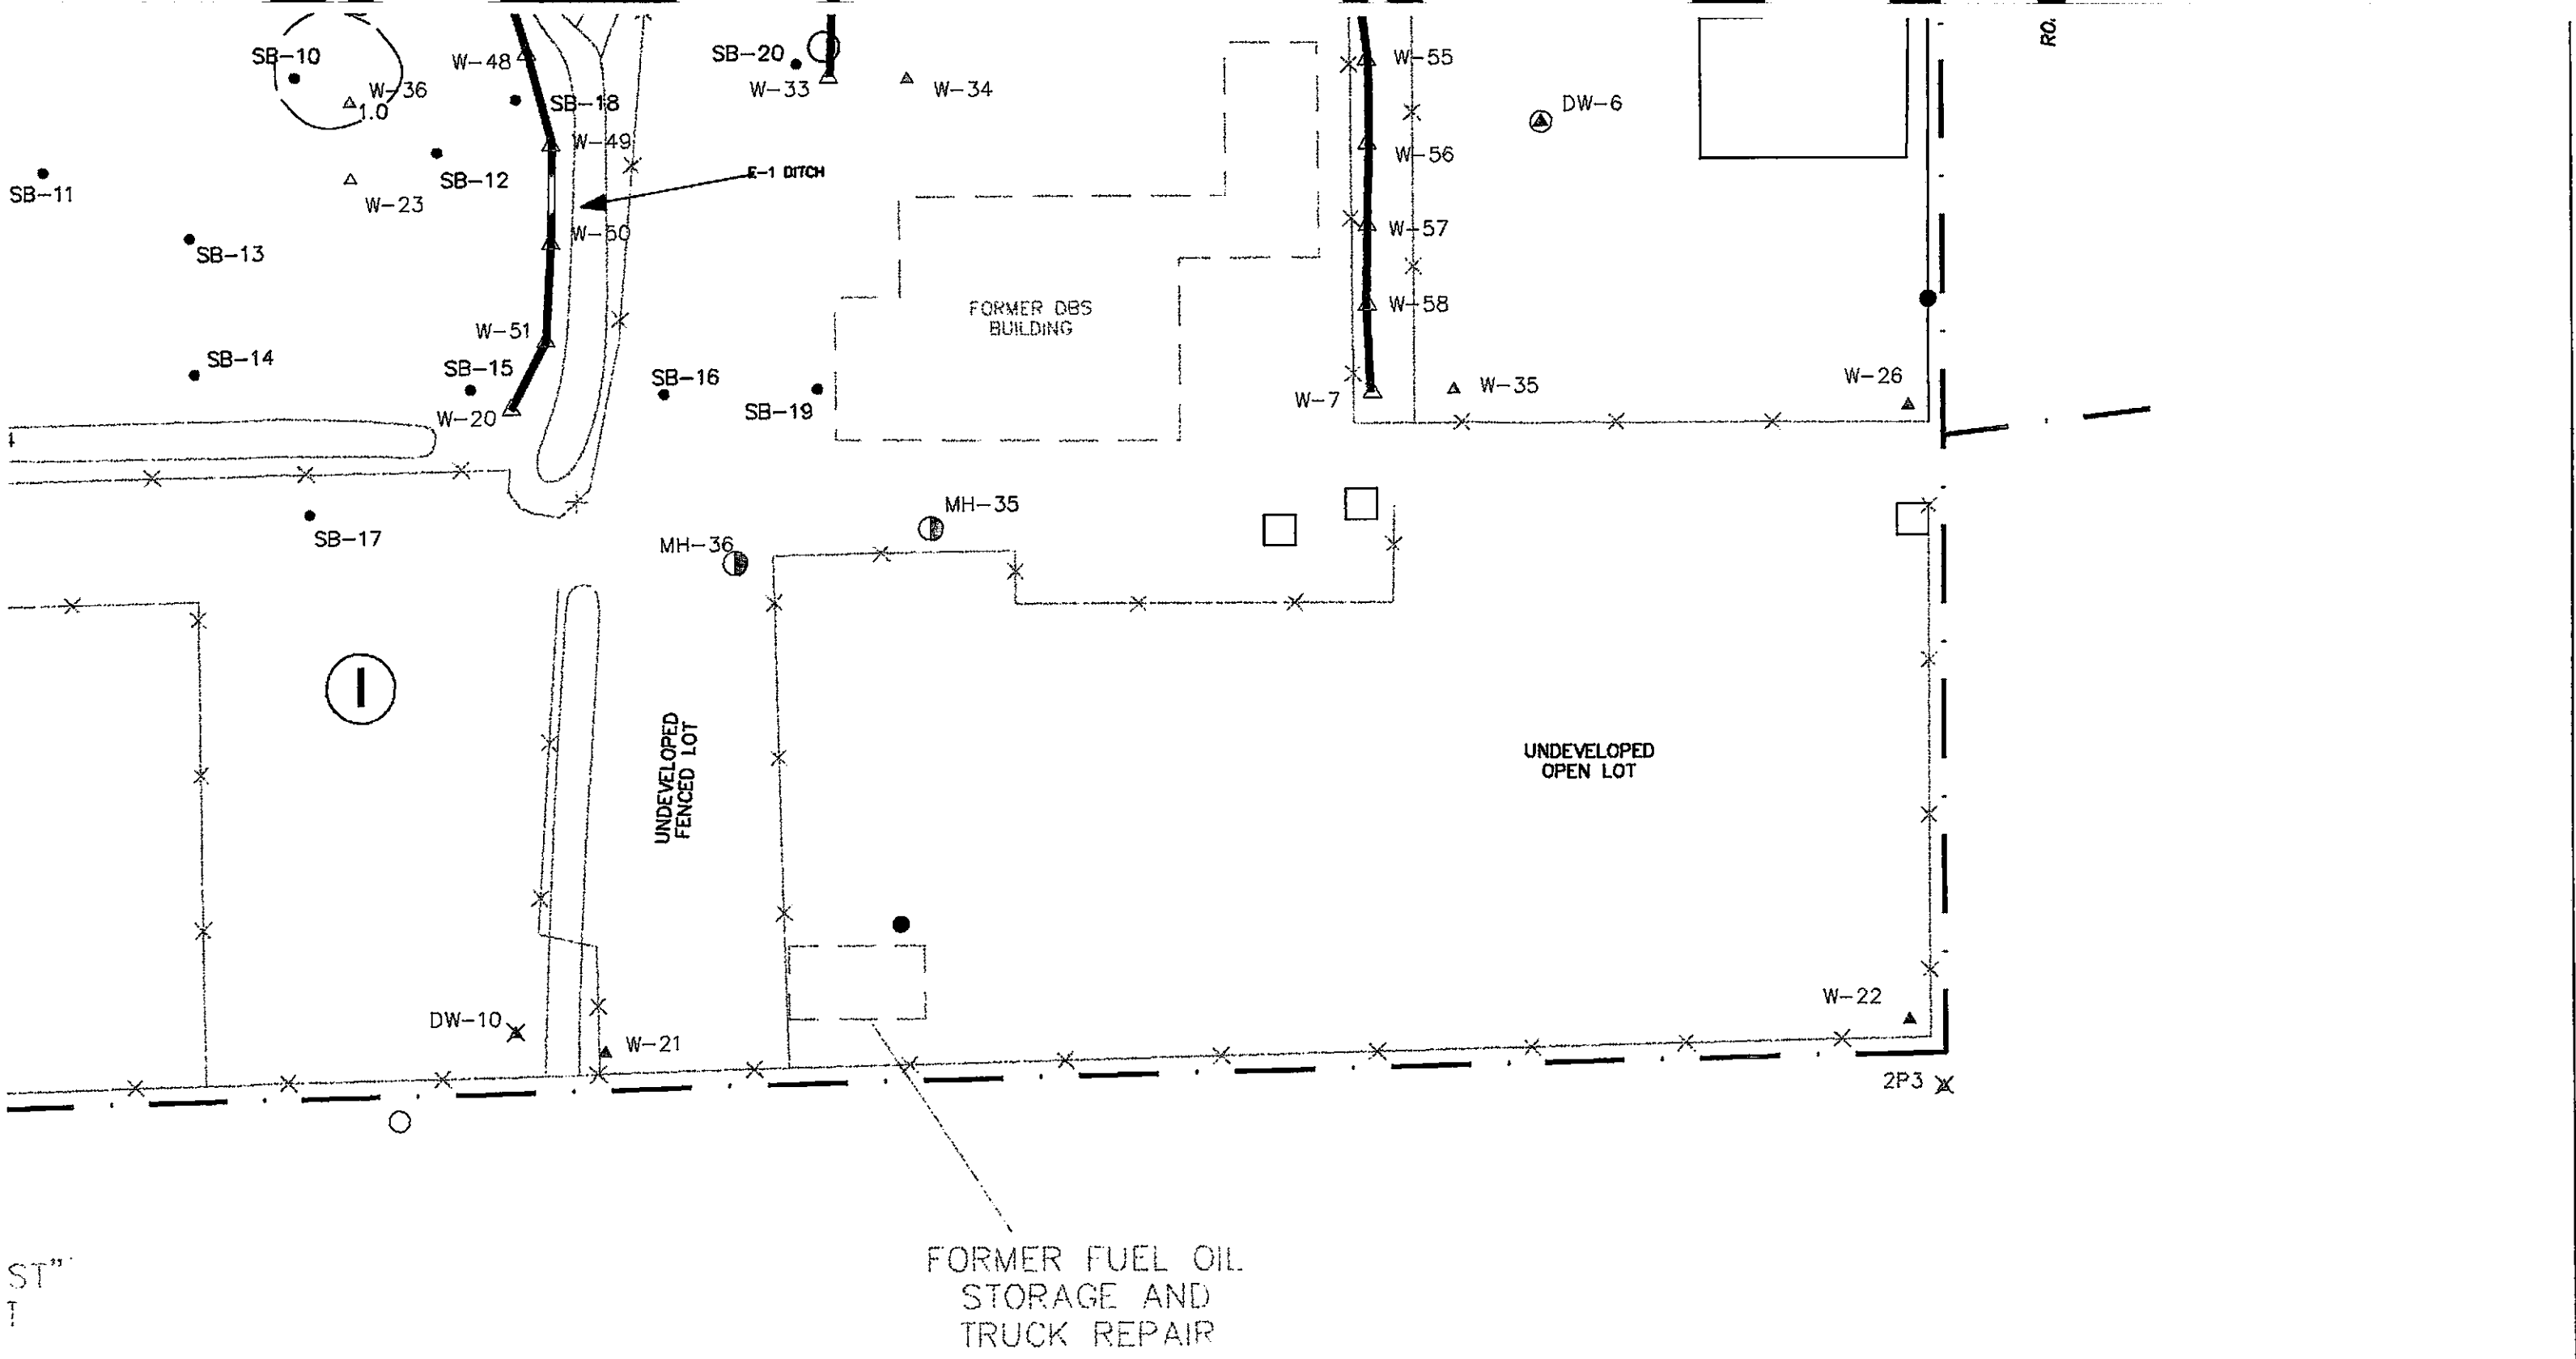 RO.
SB-10
W-36
1.0
W-48
SB-18
SB-20
W-33
W-34
W-55
DW-6
W-49
W-56
SB-11
SB-12
W-23
E-1 DITCH
SB-13
W-50
W-57
FORMER DBS
BUILDING
W-58
W-51
SB-14
SB-15
SB-16
SB-19
W-20
W-7
W-35
W-26
4
SB-17
MH-36
MH-35
I
UNDEVELOPED
FENCED LOT
UNDEVELOPED
OPEN LOT
DW-10
W-21
W-22
2P3
FORMER FUEL OIL
STORAGE AND
TRUCK REPAIR
ST"
T